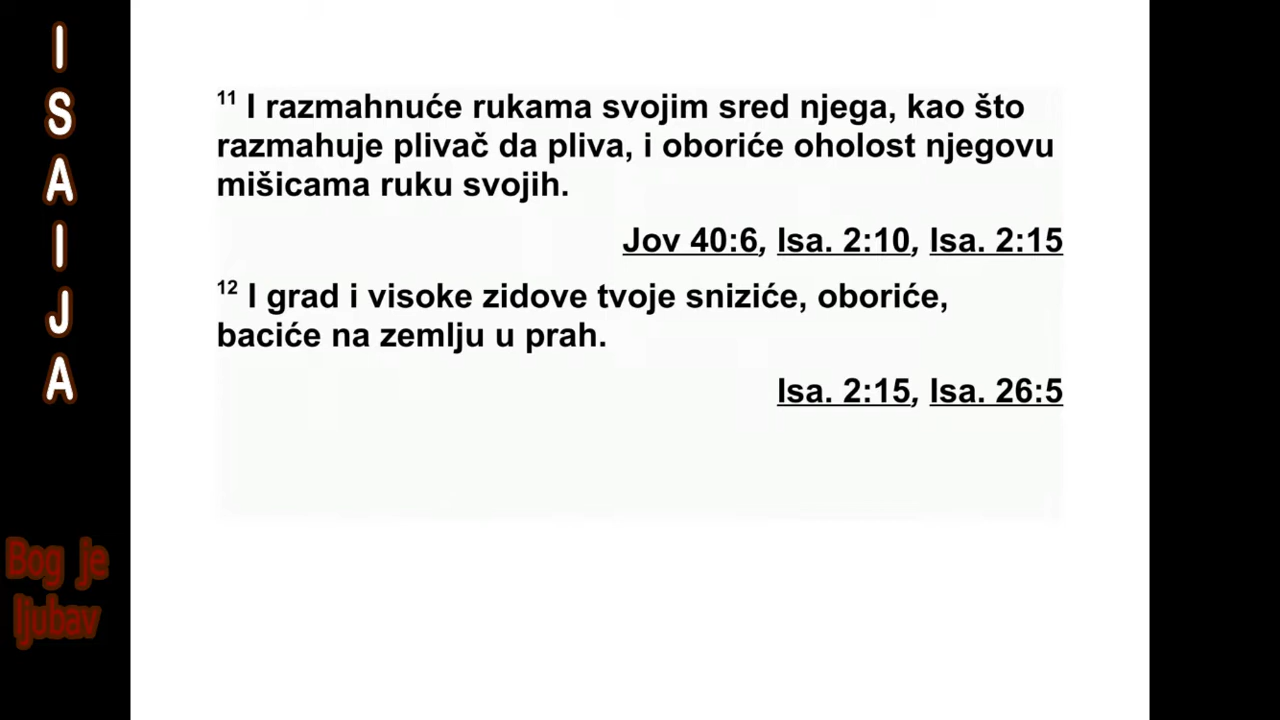 ISAIJA
11 I razmahnuće rukama svojim sred njega, kao što
razmahuje plivač da pliva, i oboriće oholost njegovu
mišicama ruku svojih.
Jov 40:6, Isa. 2:10, Isa. 2:15
12 I grad i visoke zidove tvoje sniziće, oboriće,
baciće na zemlju u prah.
Isa. 2:15, Isa. 26:5
Bog je
ljubav